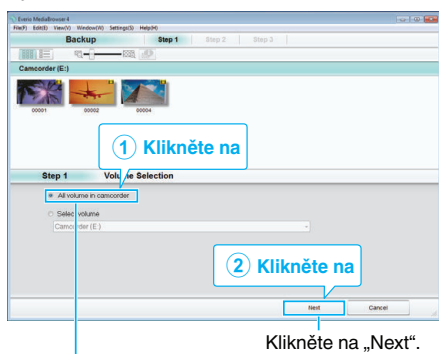 Everio MediaBrowser 4
File(F) Edit(E) View(V) Window(W) Settings(S) Help(H)
Backup Step 1 Step 2 Step 3
Camcorder (E:)
00001 00002 00004
1 Klikněte na
Step 1 Volume Selection
All volume in camcorder
Select volume
Camcorder (E:)
2 Klikněte na
Next Cancel
Klikněte na „Next“.